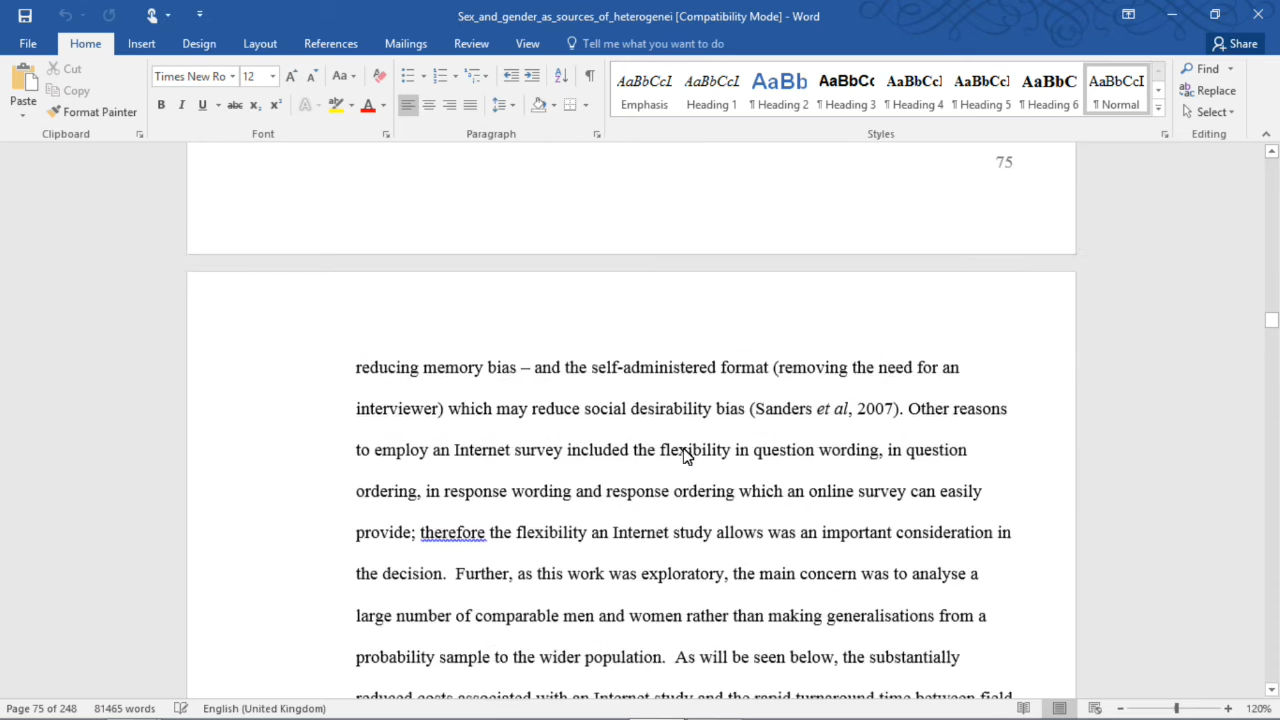 Sex_and_gender_as_sources_of_heterogenei [Compatibility Mode] - Word
File Home Insert Design Layout References Mailings Review View Tell me what you want to do Share
Cut
Copy
Format Painter
Paste
Clipboard
Times New Ro 12
Font
Paragraph
AaBbCcI AaBbCcI AaBb AaBbCc AaBbCcI AaBbCcI AaBbC AaBbCcI
Emphasis Heading 1 ¶ Heading 2 ¶ Heading 3 ¶ Heading 4 ¶ Heading 5 ¶ Heading 6 ¶ Normal
Styles
Find
Replace
Select
Editing
75
reducing memory bias – and the self-administered format (removing the need for an
interviewer) which may reduce social desirability bias (Sanders et al, 2007). Other reasons
to employ an Internet survey included the flexibility in question wording, in question
ordering, in response wording and response ordering which an online survey can easily
provide; therefore the flexibility an Internet study allows was an important consideration in
the decision.  Further, as this work was exploratory, the main concern was to analyse a
large number of comparable men and women rather than making generalisations from a
probability sample to the wider population.  As will be seen below, the substantially
reduced costs associated with an Internet study and the rapid turnaround time between field
Page 75 of 248 81465 words English (United Kingdom) 120%